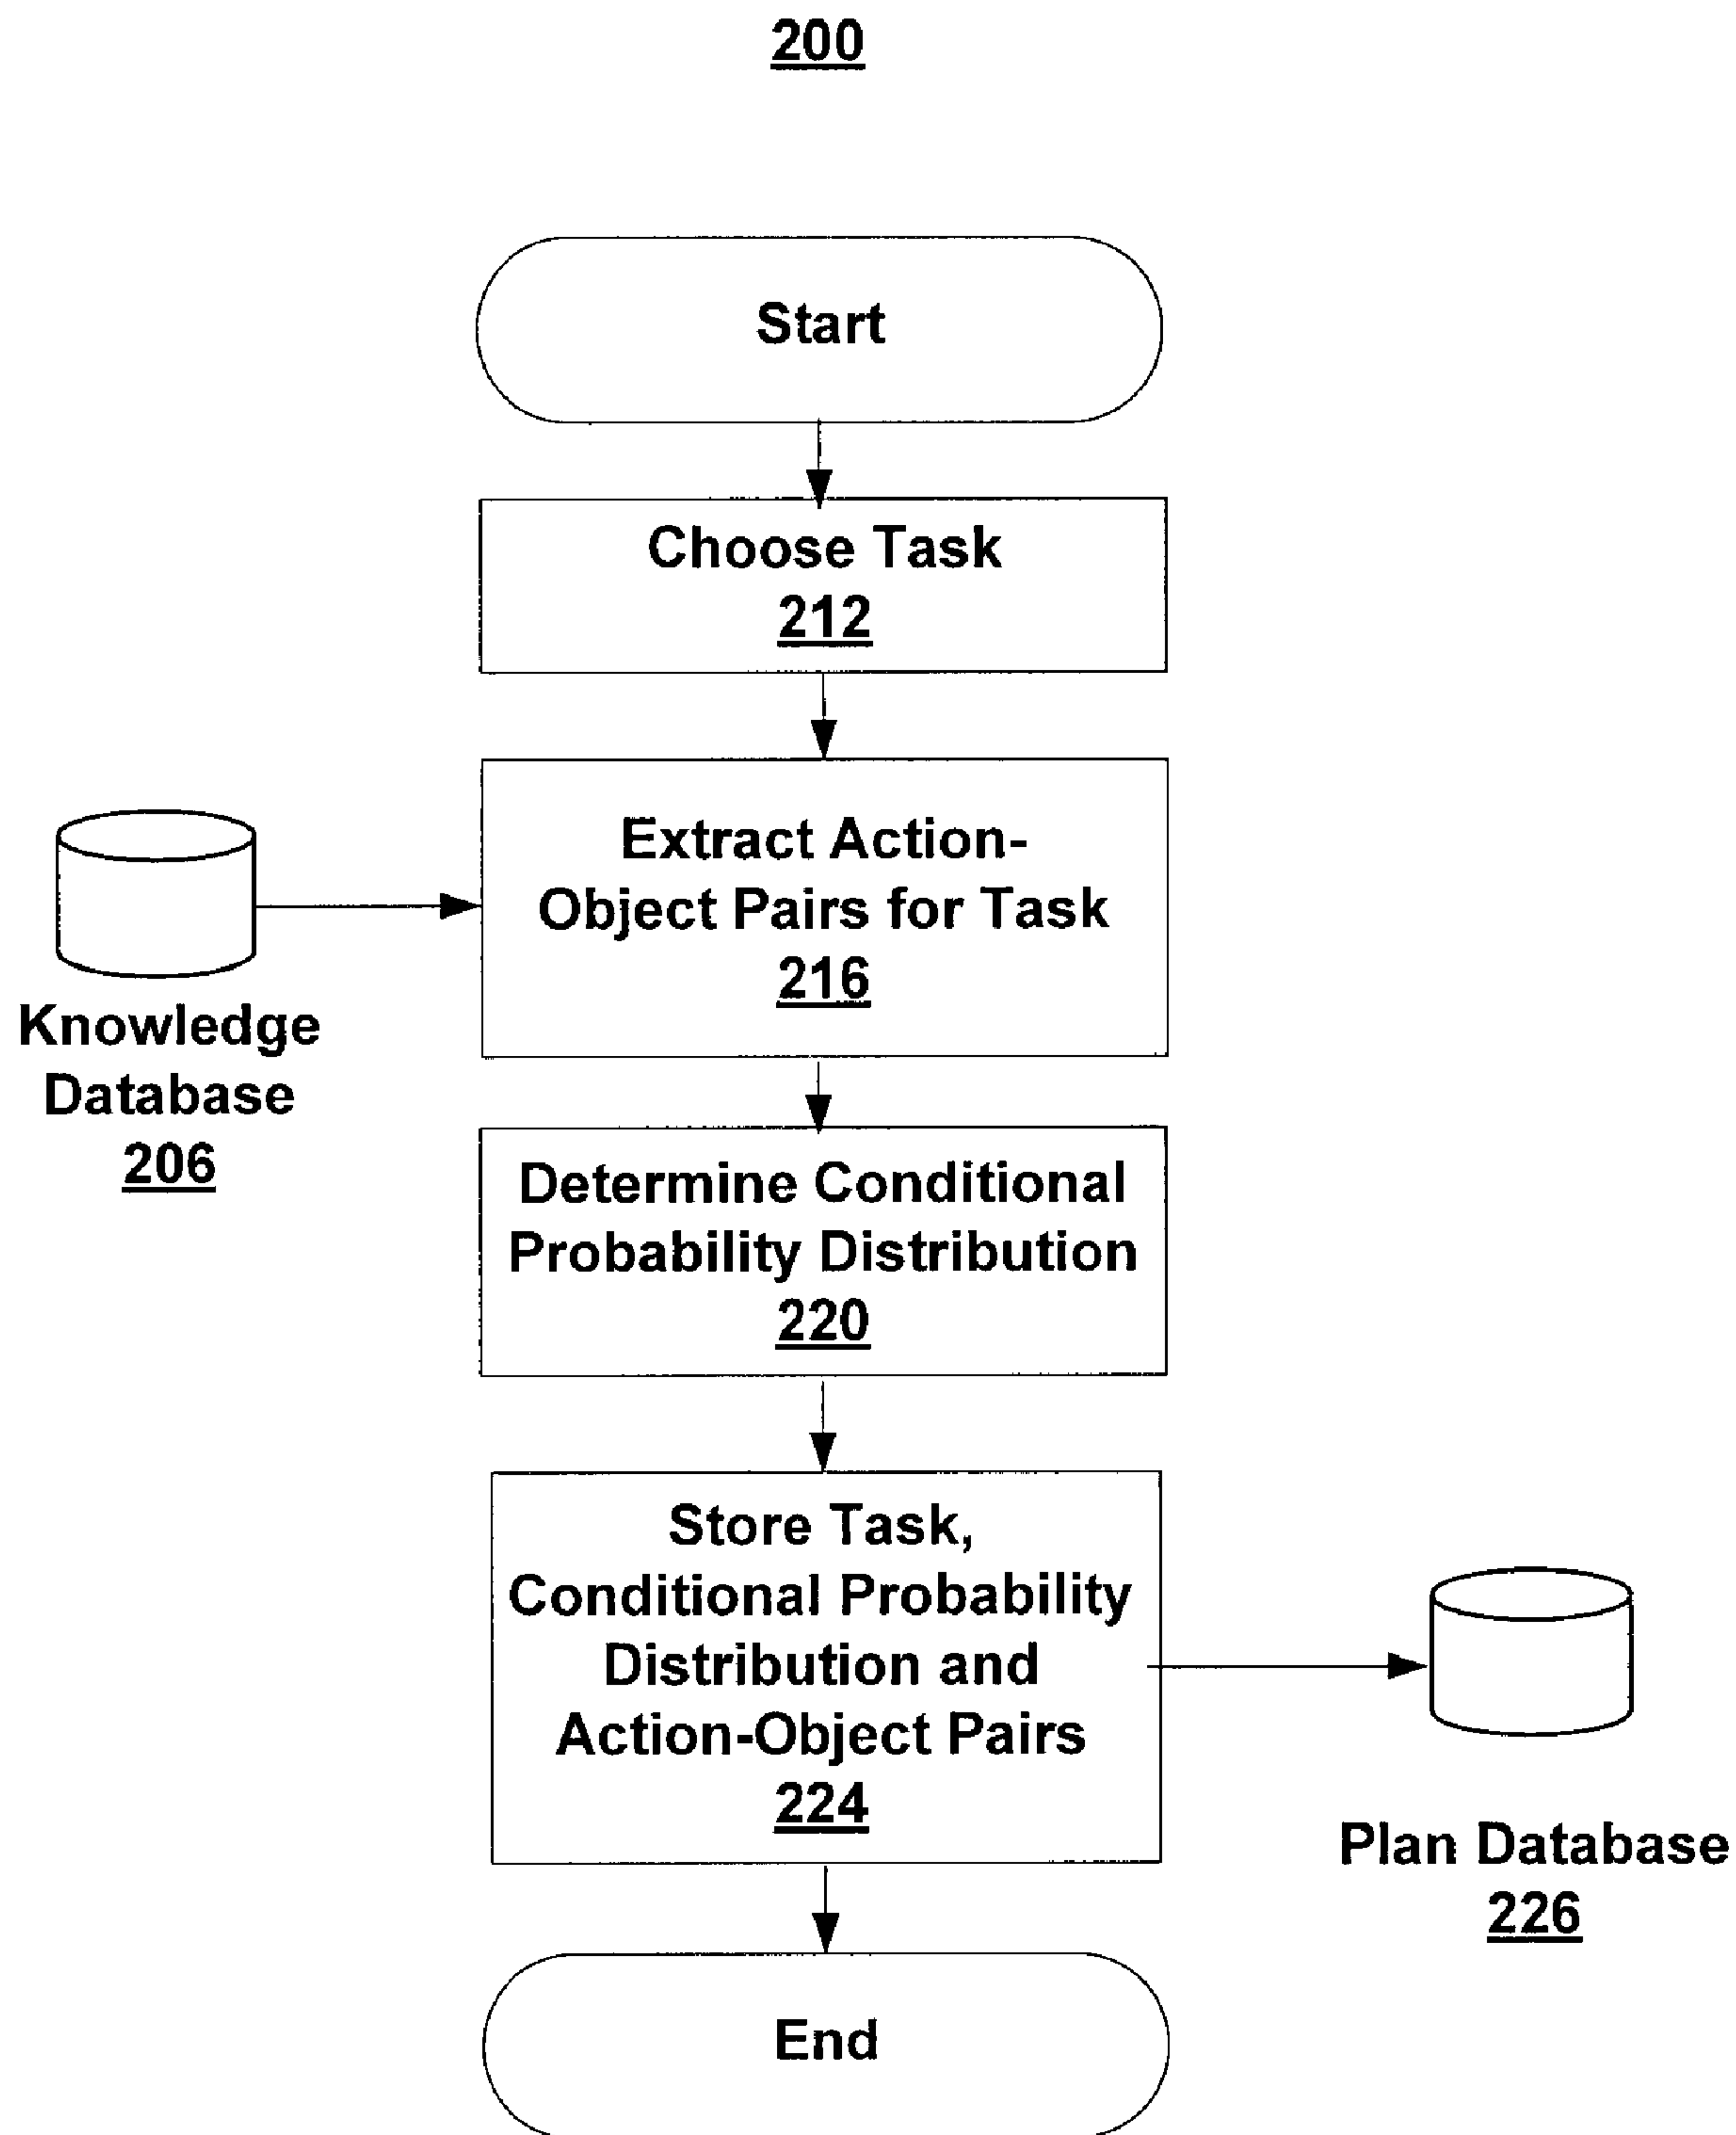 200
Start
Choose Task
212
Extract Action-
Object Pairs for Task
216
Knowledge
Database
206
Determine Conditional
Probability Distribution
220
Store Task,
Conditional Probability
Distribution and
Action-Object Pairs
224
Plan Database
226
End